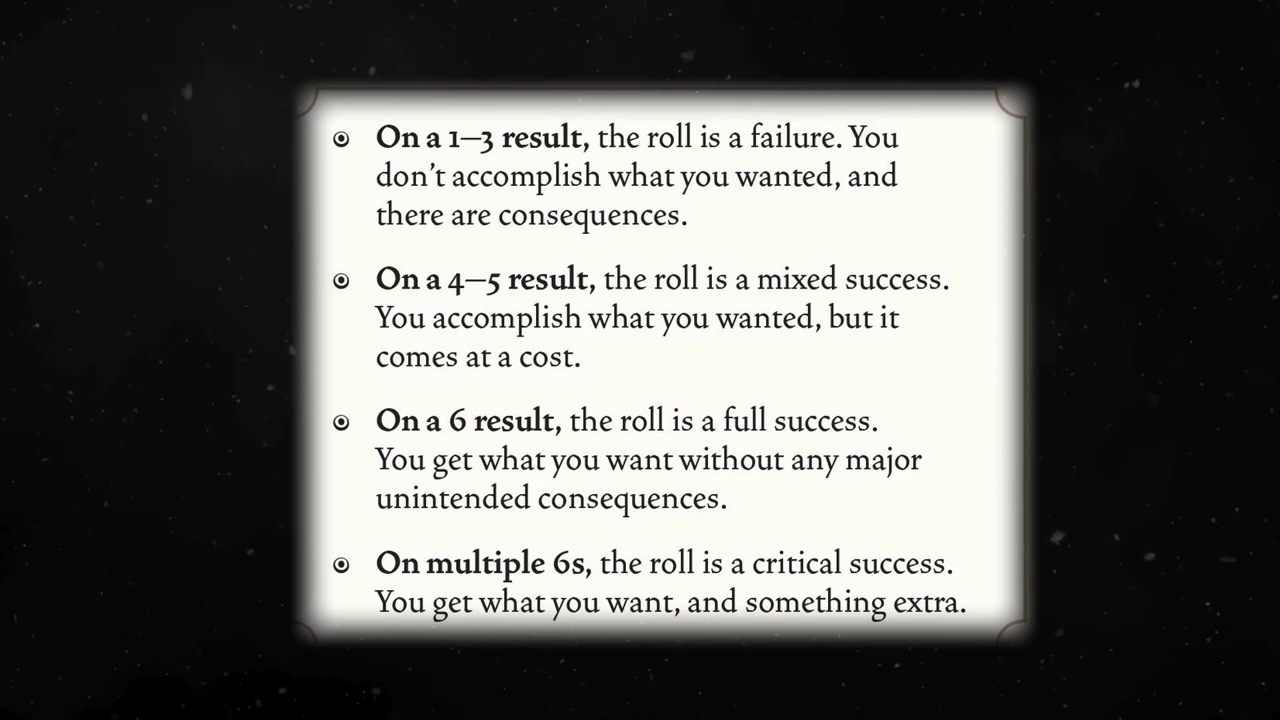 On a 1–3 result, the roll is a failure. You
don’t accomplish what you wanted, and
there are consequences.
On a 4–5 result, the roll is a mixed success.
You accomplish what you wanted, but it
comes at a cost.
On a 6 result, the roll is a full success.
You get what you want without any major
unintended consequences.
On multiple 6s, the roll is a critical success.
You get what you want, and something extra.